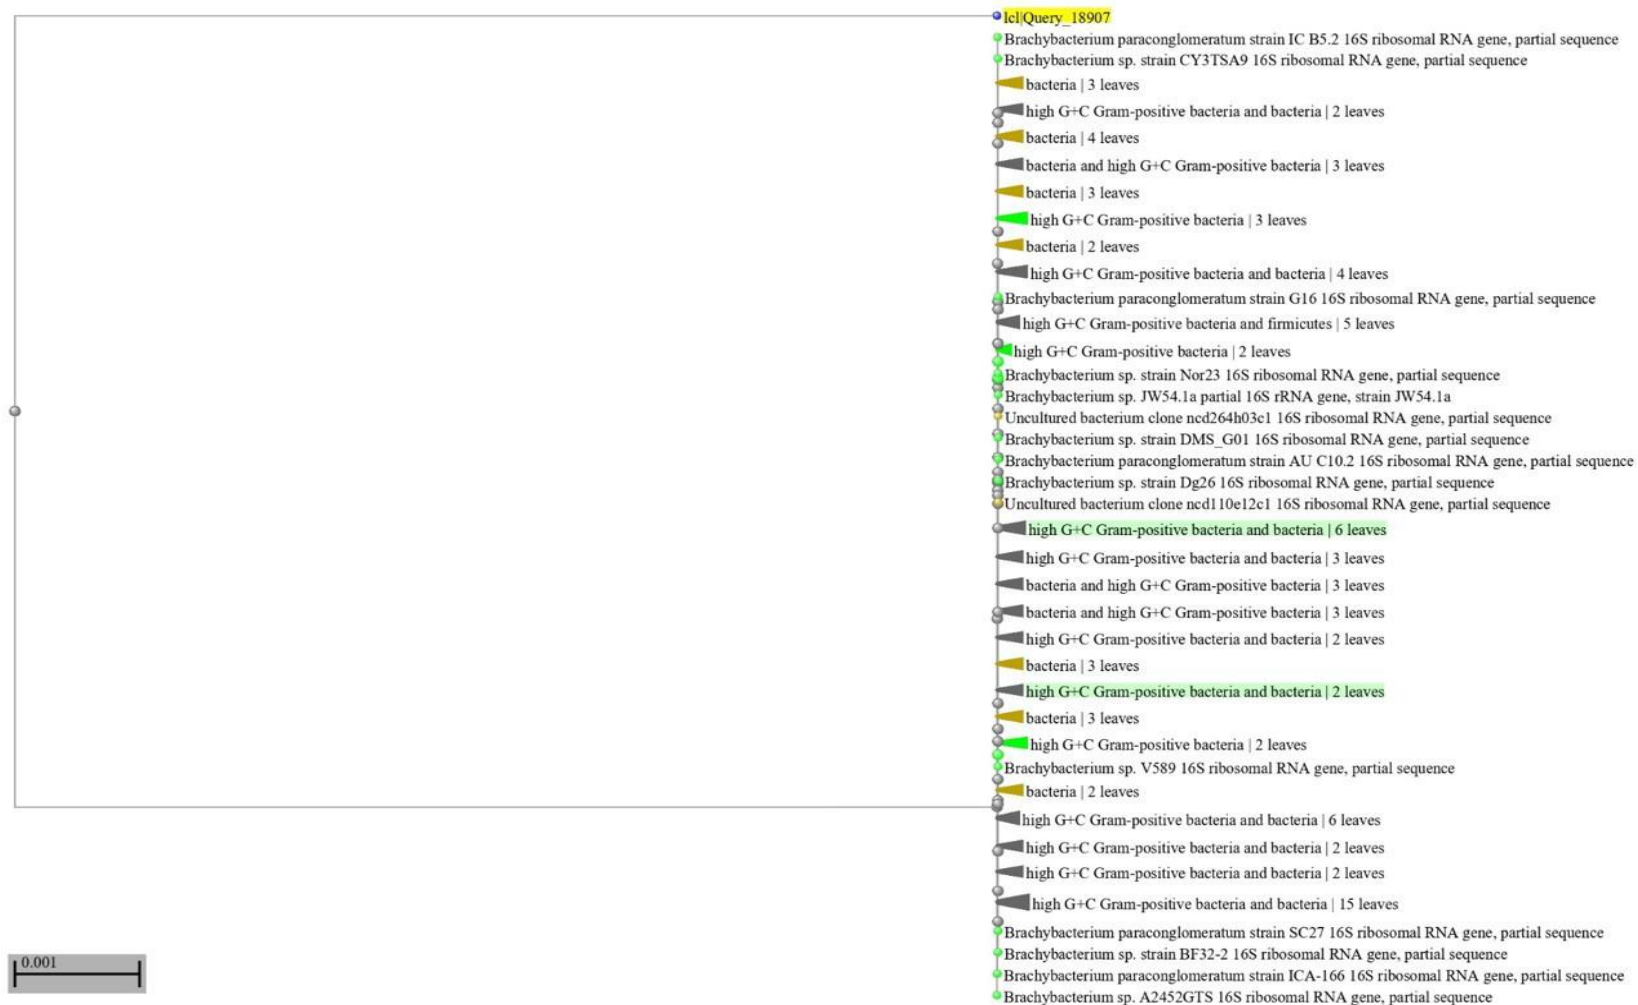 lcl|Query_18907
Brachybacterium paraconglomeratum strain IC B5.2 16S ribosomal RNA gene, partial sequence
Brachybacterium sp. strain CY3TSA9 16S ribosomal RNA gene, partial sequence
bacteria | 3 leaves
high G+C Gram-positive bacteria and bacteria | 2 leaves
bacteria | 4 leaves
bacteria and high G+C Gram-positive bacteria | 3 leaves
bacteria | 3 leaves
high G+C Gram-positive bacteria | 3 leaves
bacteria | 2 leaves
high G+C Gram-positive bacteria and bacteria | 4 leaves
Brachybacterium paraconglomeratum strain G16 16S ribosomal RNA gene, partial sequence
high G+C Gram-positive bacteria and firmicutes | 5 leaves
high G+C Gram-positive bacteria | 2 leaves
Brachybacterium sp. strain Nor23 16S ribosomal RNA gene, partial sequence
Brachybacterium sp. JW54.1a partial 16S rRNA gene, strain JW54.1a
Uncultured bacterium clone ncd264h03c1 16S ribosomal RNA gene, partial sequence
Brachybacterium sp. strain DMS_G01 16S ribosomal RNA gene, partial sequence
Brachybacterium paraconglomeratum strain AU C10.2 16S ribosomal RNA gene, partial sequence
Brachybacterium sp. strain Dg26 16S ribosomal RNA gene, partial sequence
Uncultured bacterium clone ncd110e12c1 16S ribosomal RNA gene, partial sequence
high G+C Gram-positive bacteria and bacteria | 6 leaves
high G+C Gram-positive bacteria and bacteria | 3 leaves
bacteria and high G+C Gram-positive bacteria | 3 leaves
bacteria and high G+C Gram-positive bacteria | 3 leaves
high G+C Gram-positive bacteria and bacteria | 2 leaves
bacteria | 3 leaves
high G+C Gram-positive bacteria and bacteria | 2 leaves
bacteria | 3 leaves
high G+C Gram-positive bacteria | 2 leaves
Brachybacterium sp. V589 16S ribosomal RNA gene, partial sequence
bacteria | 2 leaves
high G+C Gram-positive bacteria and bacteria | 6 leaves
high G+C Gram-positive bacteria and bacteria | 2 leaves
high G+C Gram-positive bacteria and bacteria | 2 leaves
high G+C Gram-positive bacteria and bacteria | 15 leaves
Brachybacterium paraconglomeratum strain SC27 16S ribosomal RNA gene, partial sequence
Brachybacterium sp. strain BF32-2 16S ribosomal RNA gene, partial sequence
Brachybacterium paraconglomeratum strain ICA-166 16S ribosomal RNA gene, partial sequence
Brachybacterium sp. A2452GTS 16S ribosomal RNA gene, partial sequence
0.001